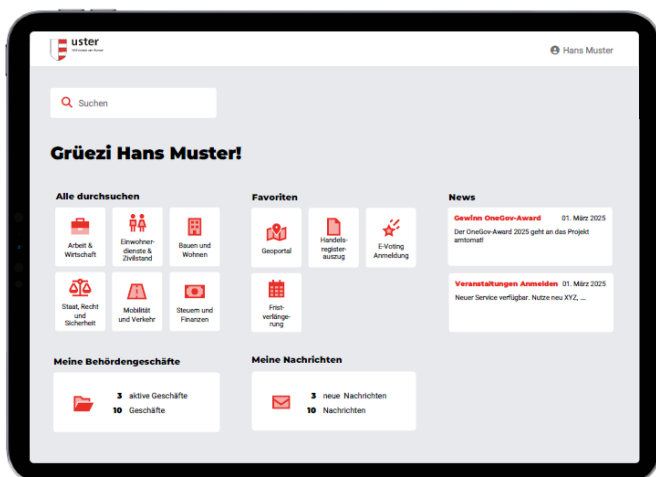 uster
Hans Muster
Suchen
Grüezi Hans Muster!
Alle durchsuchen
Arbeit &
Wirtschaft
Einwohner-
dienste &
Zivilstand
Bauen und
Wohnen
Staat, Recht
und
Sicherheit
Mobilität
und Verkehr
Steuern und
Finanzen
Favoriten
Geoportal
Handels-
register-
auszug
E-Voting
Anmeldung
Frist-
verlänge-
rung
News
Gewinn OneGov-Award 01. März 2025
Der OneGov-Award 2025 geht an das Projekt
amtomat!
Veranstaltungen Anmelden 01. März 2025
Neuer Service verfügbar. Nutze neu XYZ, ...
Meine Behördengeschäfte
3 aktive Geschäfte
10 Geschäfte
Meine Nachrichten
3 neue Nachrichten
10 Nachrichten